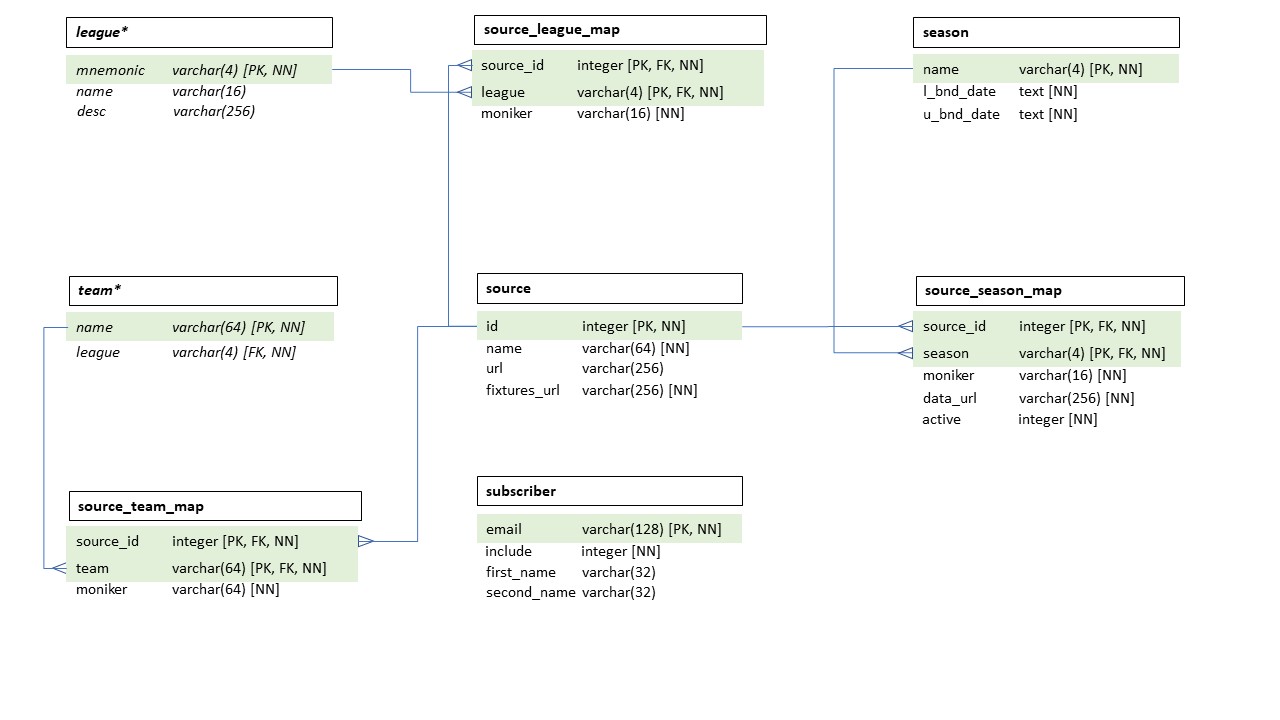 league*
mnemonic varchar(4) [PK, NN]
name varchar(16)
desc varchar(256)
source_league_map
source_id integer [PK, FK, NN]
league varchar(4) [PK, FK, NN]
moniker varchar(16) [NN]
season
name varchar(4) [PK, NN]
l_bnd_date text [NN]
u_bnd_date text [NN]
team*
name varchar(64) [PK, NN]
league varchar(4) [FK, NN]
source
id integer [PK, NN]
name varchar(64) [NN]
url varchar(256)
fixtures_url varchar(256) [NN]
source_season_map
source_id integer [PK, FK, NN]
season varchar(4) [PK, FK, NN]
moniker varchar(16) [NN]
data_url varchar(256) [NN]
active integer [NN]
source_team_map
source_id integer [PK, FK, NN]
team varchar(64) [PK, FK, NN]
moniker varchar(64) [NN]
subscriber
email varchar(128) [PK, NN]
include integer [NN]
first_name varchar(32)
second_name varchar(32)